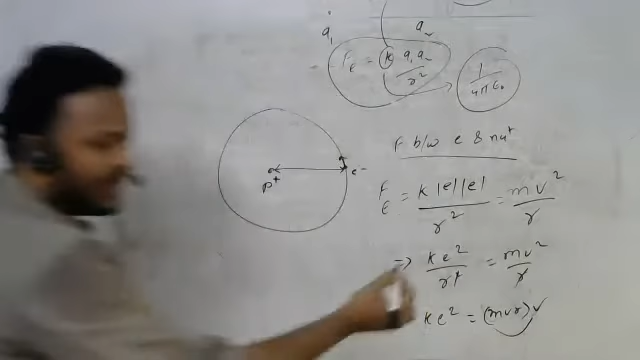 q₁ q₂
F_E = k q₁q₂/r²
1/4πε₀
F b/w e & nu⁺
p⁺ e-
F_E = k|e||e|/r² = mv²/r
=> ke²/r² = mv²/r
ke² = (mvr)v